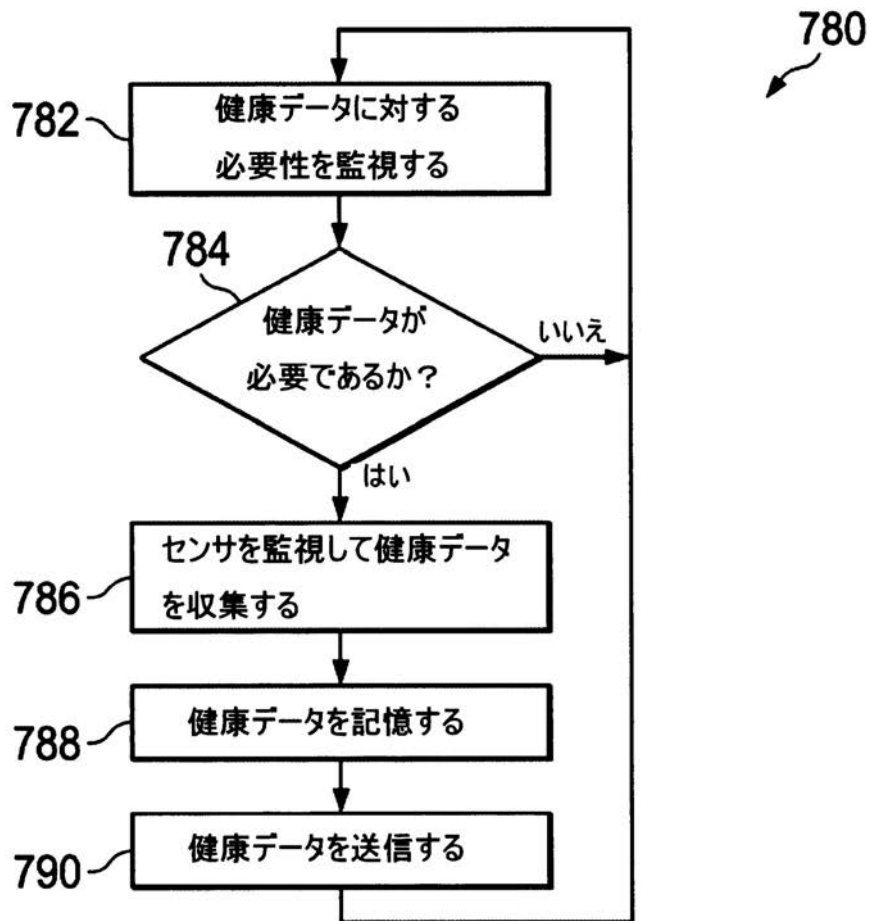 780
782
健康データに対する
必要性を監視する
784
健康データが
必要であるか？
いいえ
はい
786
センサを監視して健康データ
を収集する
788
健康データを記憶する
790
健康データを送信する